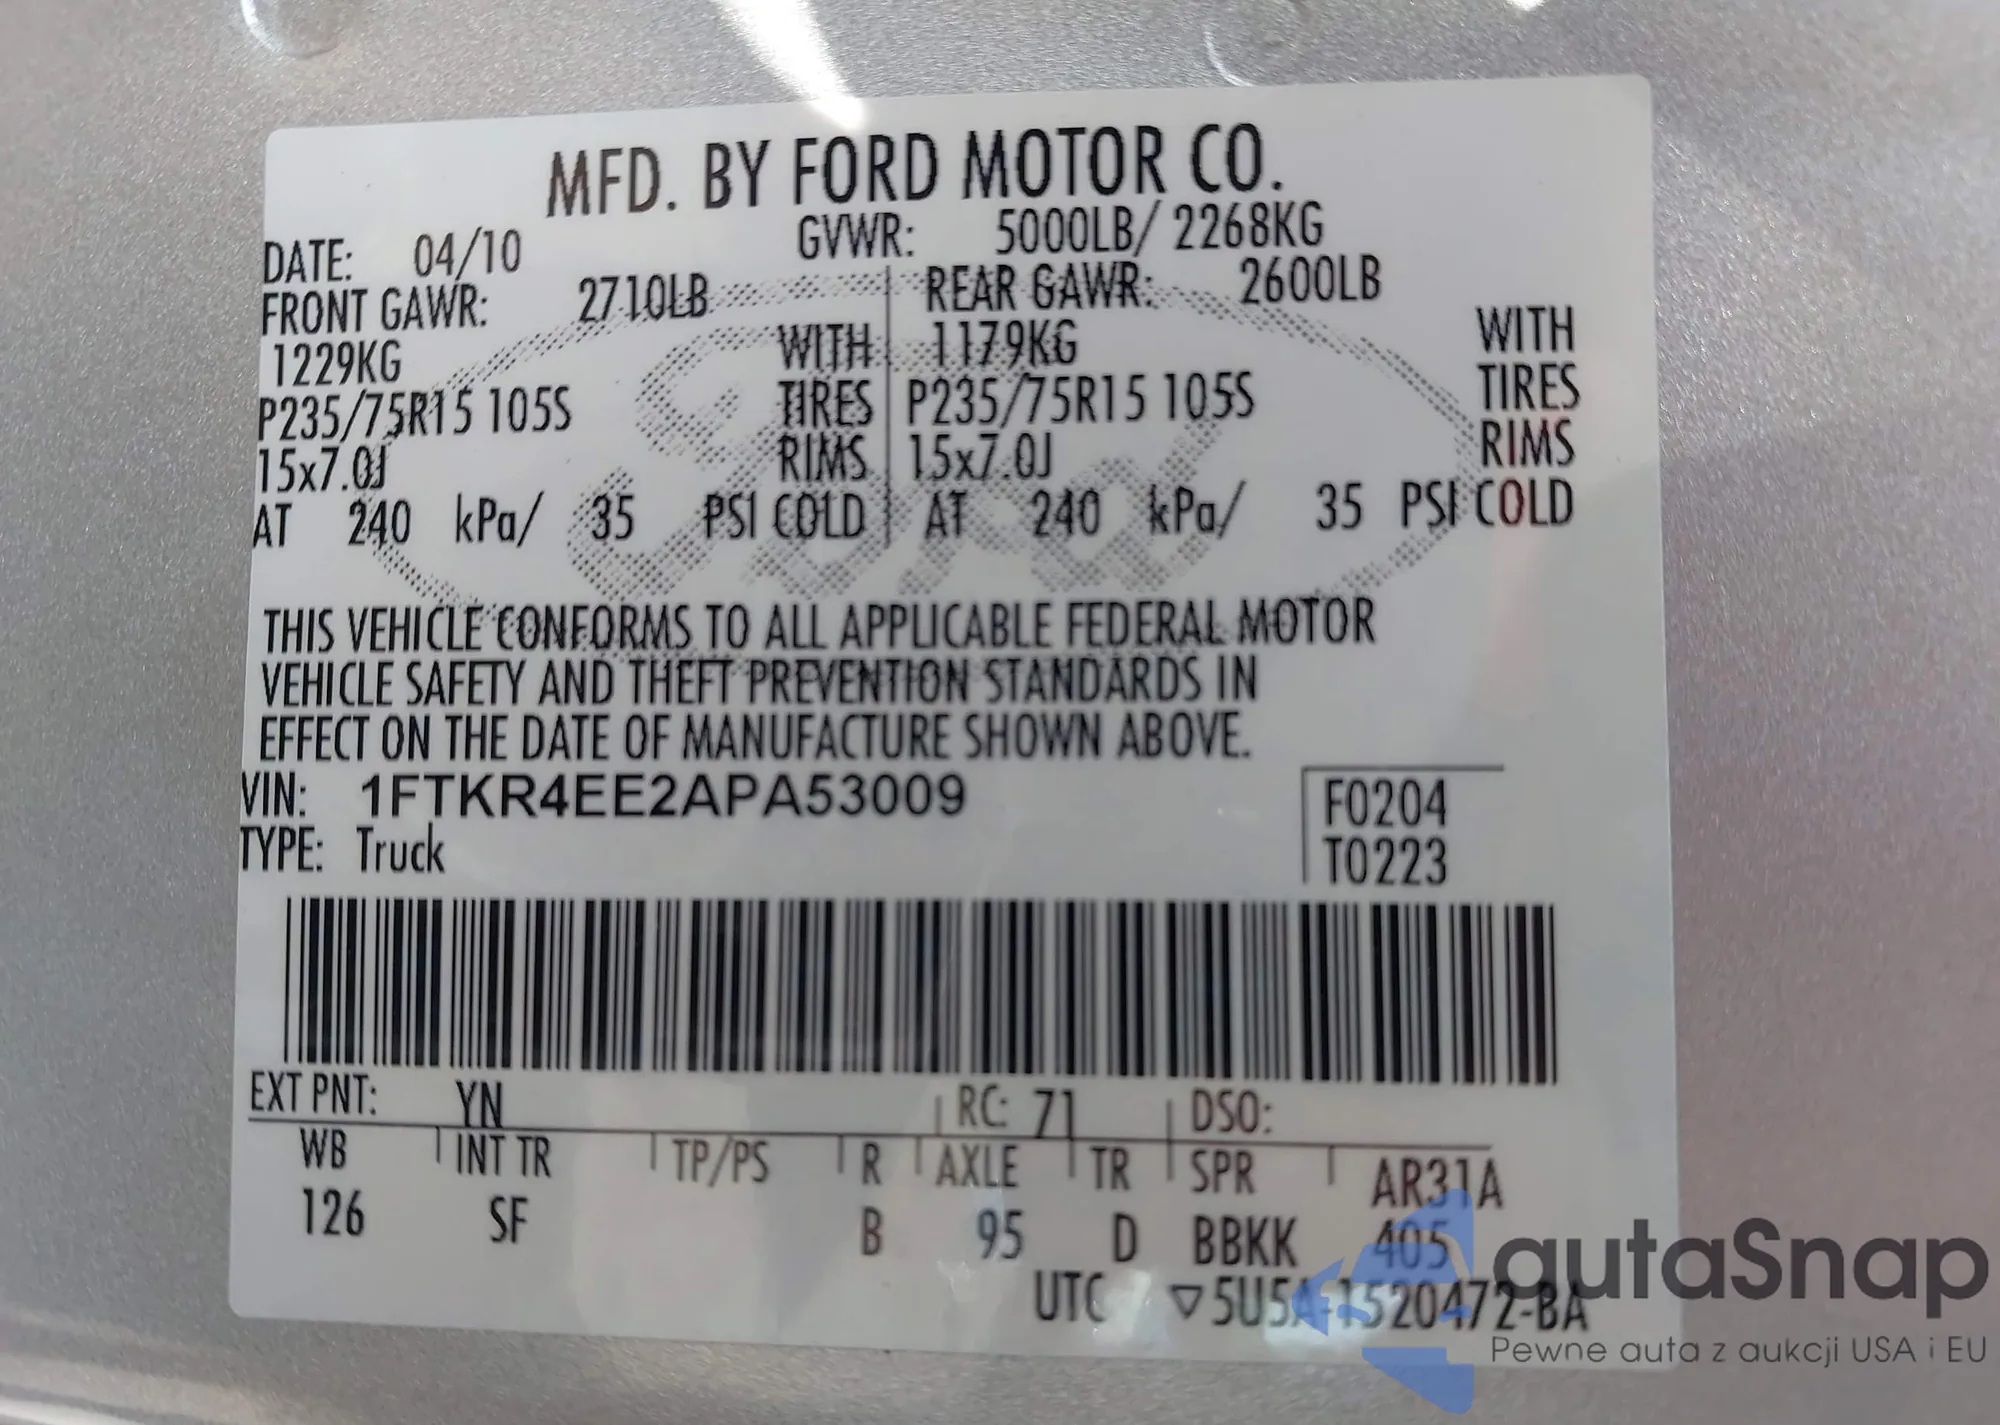 MFD. BY FORD MOTOR CO.
DATE: 04/10 GVWR: 5000LB/ 2268KG
FRONT GAWR: 2710LB REAR GAWR: 2600LB
1229KG WITH 1179KG WITH
P235/75R15 105S TIRES P235/75R15 105S TIRES
15x7.0J RIMS 15x7.0J RIMS
AT 240 kPa/ 35 PSI COLD AT 240 kPa/ 35 PSI COLD
Ford
THIS VEHICLE CONFORMS TO ALL APPLICABLE FEDERAL MOTOR
VEHICLE SAFETY AND THEFT PREVENTION STANDARDS IN
EFFECT ON THE DATE OF MANUFACTURE SHOWN ABOVE.
VIN: 1FTKR4EE2APA53009 F0204
TYPE: Truck T0223
EXT PNT: YN RC: 71 DSO:
WB INT TR TP/PS R AXLE TR SPR AR31A
126 SF B 95 D BBKK 405
UTC ▽5U5A-1520472-BA
autaSnap
Pewne auta z aukcji USA i EU